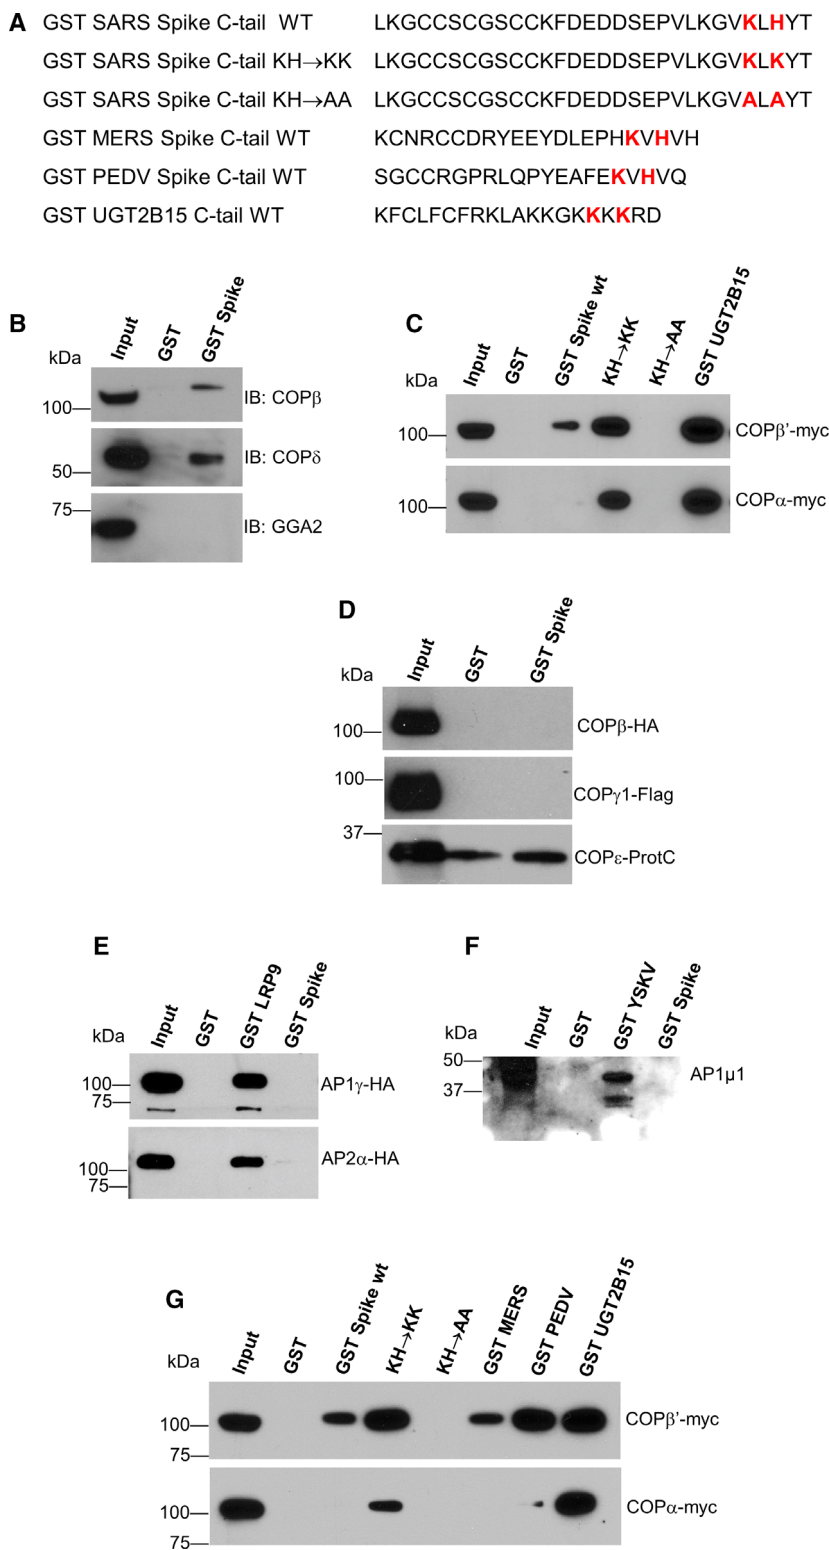 A
GST SARS Spike C-tail WT LKGCCSCGSCCKFDEDDSEPVLKGVKLHYT
GST SARS Spike C-tail KH→KK LKGCCSCGSCCKFDEDDSEPVLKGVKLKYT
GST SARS Spike C-tail KH→AA LKGCCSCGSCCKFDEDDSEPVLKGVALAYT
GST MERS Spike C-tail WT KCNRCCDRYEEYDLEPHKVHVH
GST PEDV Spike C-tail WT SGCCRGPRLQPYEAFEKVHVQ
GST UGT2B15 C-tail WT KFCLFCFRKLAKKGKKKKRD
B
kDa Input GST GST Spike
100 IB: COPβ
50 IB: COPδ
75 IB: GGA2
C
kDa Input GST GST Spike wt KH→KK KH→AA GST UGT2B15
100 COPβ'-myc
100 COPα-myc
D
kDa Input GST GST Spike
100 COPβ-HA
100 COPγ1-Flag
37 COPε-ProtC
E
kDa Input GST GST LRP9 GST Spike
100 AP1γ-HA
75
100 AP2α-HA
75
F
kDa Input GST GST YSKV GST Spike
50 AP1μ1
37
G
kDa Input GST GST Spike wt KH→KK KH→AA GST MERS GST PEDV GST UGT2B15
100 COPβ'-myc
75
100 COPα-myc
75